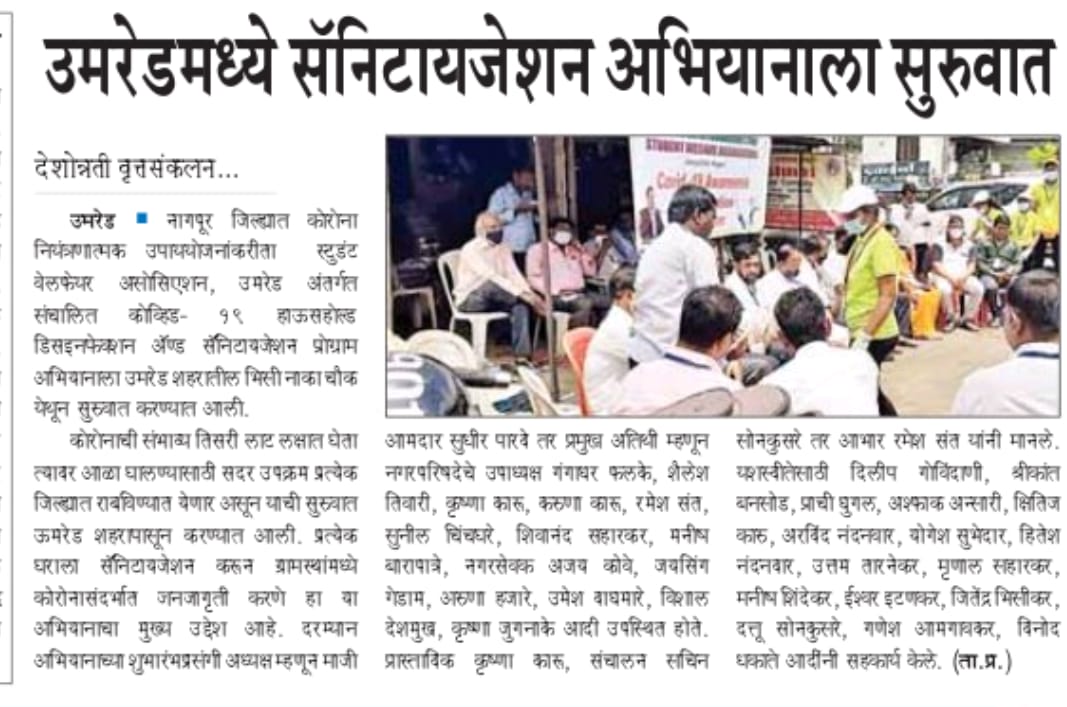 उमरेडमध्ये सॅनिटायजेशन अभियानाला सुरुवात
देशोन्नती वृत्तसंकलन...
उमरेड ■ नागपूर जिल्ह्यात कोरोना
नियंत्रणात्मक उपाययोजनांकरीता स्टुडंट
वेलफेयर असोसिएशन, उमरेड अंतर्गत
संचालित कोव्हिड- १९ हाऊसहोल्ड
डिसइनफेक्शन ॲण्ड सॅनिटायजेशन प्रोग्राम
अभियानाला उमरेड शहरातील भिसी नाका चौक
येथून सुरुवात करण्यात आली.
कोरोनाची संभाव्य तिसरी लाट लक्षात घेता
त्यावर आळा घालण्यासाठी सदर उपक्रम प्रत्येक
जिल्ह्यात राबविण्यात येणार असून याची सुरुवात
ऊमरेड शहरापासून करण्यात आली. प्रत्येक
घराला सॅनिटायजेशन करून ग्रामस्थांमध्ये
कोरोनासंदर्भात जनजागृती करणे हा या
अभियानाचा मुख्य उद्देश आहे. दरम्यान
अभियानाच्या शुभारंभप्रसंगी अध्यक्ष म्हणून माजी
आमदार सुधीर पारवे तर प्रमुख अतिथी म्हणून
नगरपरिषदेचे उपाध्यक्ष गंगाधर फलके, शैलेश
तिवारी, कृष्णा कारू, करुणा कारू, रमेश संत,
सुनील चिंचघरे, शिवानंद सहारकर, मनीष
बारापात्रे, नगरसेवक अजय कोवे, जयसिंग
गेडाम, अरुणा हजारे, उमेश वाघमारे, विशाल
देशमुख, कृष्णा जुगनाके आदी उपस्थित होते.
प्रास्ताविक कृष्णा कारू, संचालन सचिन
सोनकुसरे तर आभार रमेश संत यांनी मानले.
यशस्वीतेसाठी दिलीप गोविंदाणी, श्रीकांत
बनसोड, प्राची घुगल, अश्फाक अन्सारी, क्षितिज
कारू, अरविंद नंदनवार, योगेश सुभेदार, हितेश
नंदनवार, उत्तम तारनेकर, मृणाल सहारकर,
मनीष शिंदेकर, ईश्वर इटणकर, जितेंद्र भिसीकर,
दत्तू सोनकुसरे, गणेश आमगावकर, विनोद
धकाते आदींनी सहकार्य केले. (ता.प्र.)
STUDENT WELFARE ASSOCIATION
Covid-19 Awareness